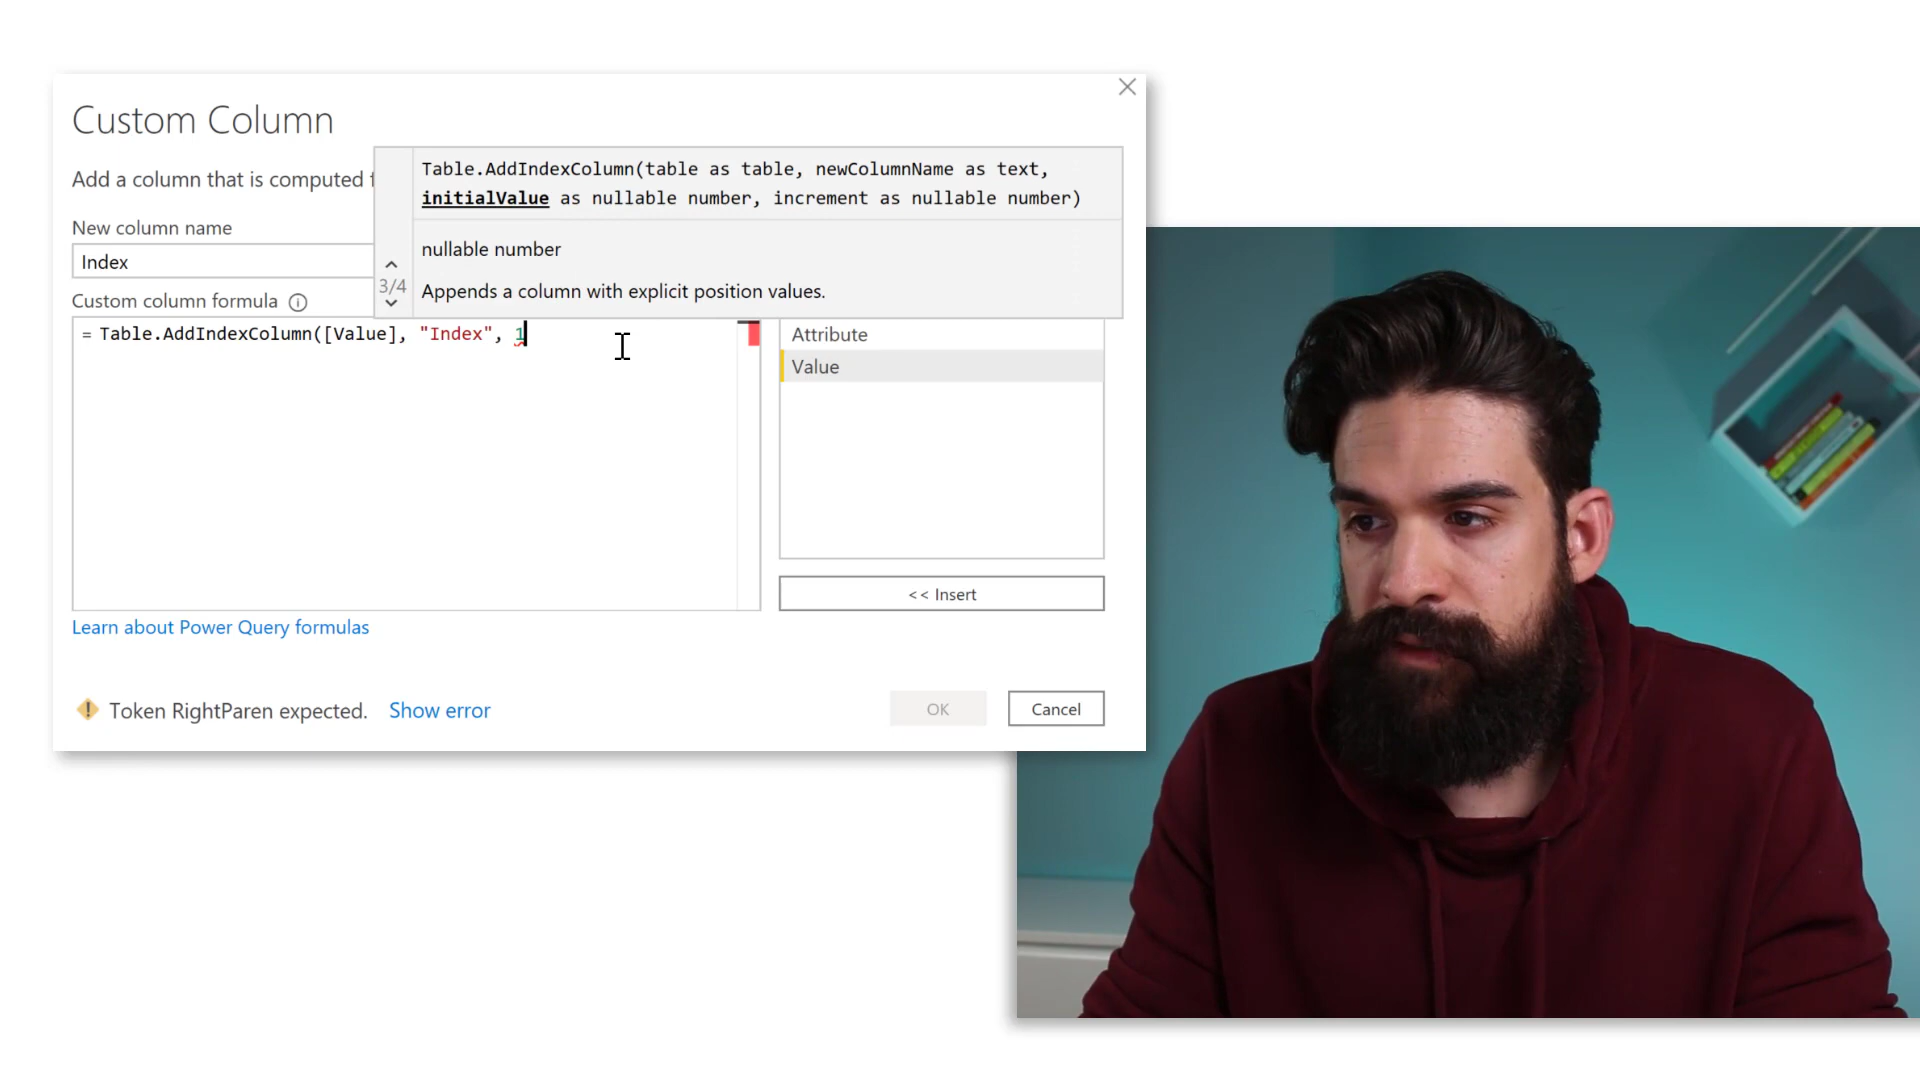 Custom Column
Add a column that is computed
New column name
Index
Custom column formula
= Table.AddIndexColumn([Value], "Index", 1
Table.AddIndexColumn(table as table, newColumnName as text,
initialValue as nullable number, increment as nullable number)
nullable number
3/4
Appends a column with explicit position values.
Attribute
Value
<< Insert
Learn about Power Query formulas
Token RightParen expected. Show error
OK
Cancel